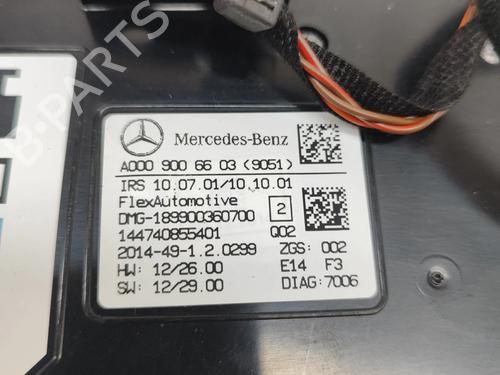 B-PARTS
Mercedes-Benz
A000 900 66 03 (9051)
IRS 10.07.01/10.10.01
FlexAutomotive
DMG-189900360700 2
144740855401 Q02
2014-49-1.2.0299 ZGS: 002
HW: 12/26.00 E14 F3
SW: 12/29.00 DIAG:7006